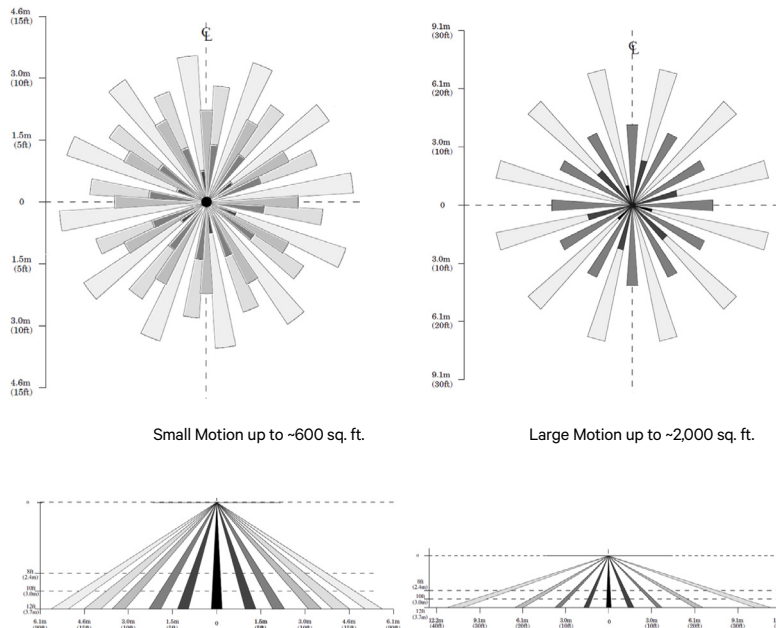 4.6m
(15ft)
3.0m
(10ft)
1.5m
(5ft)
0
1.5m
(5ft)
3.0m
(10ft)
4.6m
(15ft)
℄
9.1m
(30ft)
6.1m
(20ft)
3.0m
(10ft)
0
3.0m
(10ft)
6.1m
(20ft)
9.1m
(30ft)
℄
Small Motion up to ~600 sq. ft.
Large Motion up to ~2,000 sq. ft.
0
8ft
(2.4m)
10ft
(3.0m)
12ft
(3.7m)
6.1m
4.6m
3.0m
1.5m
0
1.5m
3.0m
4.6m
6.1m
0
8ft
(2.4m)
10ft
(3.0m)
12ft
(3.7m)
12.2m
(40ft)
9.1m
(30ft)
6.1m
(20ft)
3.0m
(10ft)
0
3.0m
(10ft)
6.1m
(20ft)
9.1m
(30ft)